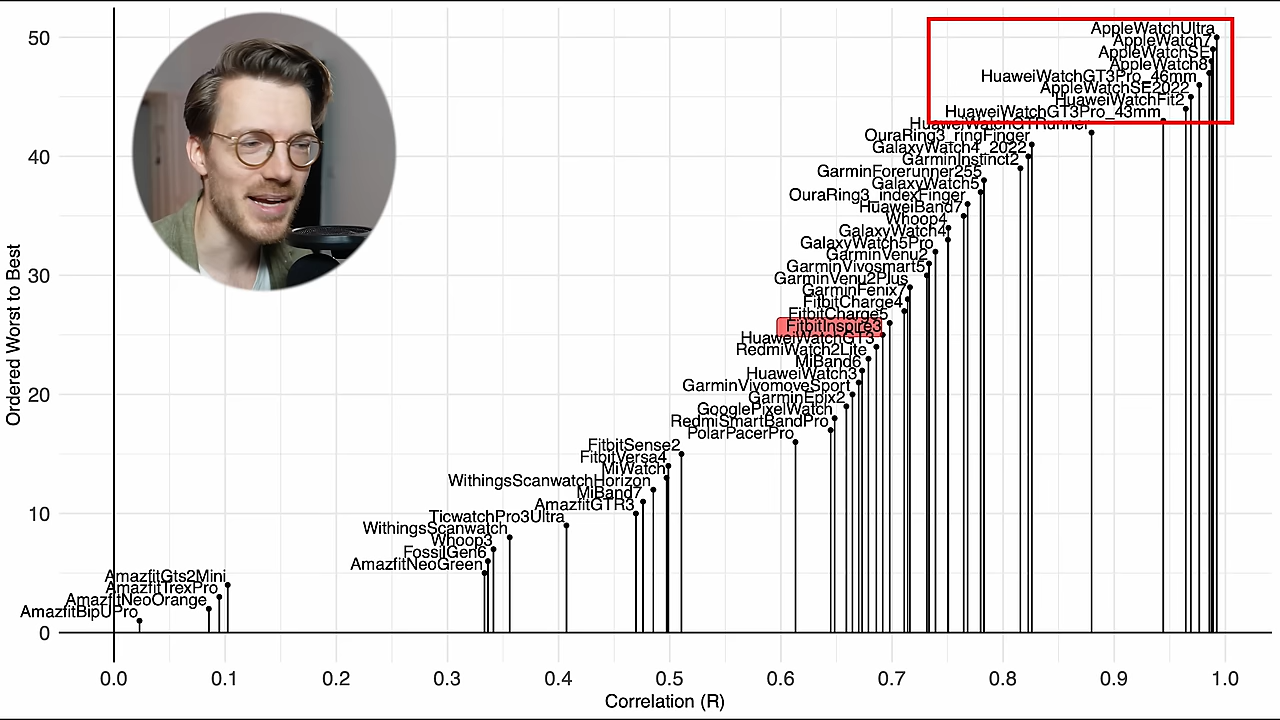 Ordered Worst to Best
50
40
30
20
10
0
AppleWatchUltra
AppleWatch7
AppleWatchSE
AppleWatch8
HuaweiWatchGT3Pro_46mm
AppleWatchSE2022
HuaweiWatchFit2
HuaweiWatchGT3Pro_43mm
HuaweiWatchGTRunner
OuraRing3_ringFinger
GalaxyWatch4_2022
GarminInstinct2
GarminForerunner255
GalaxyWatch5
OuraRing3_indexFinger
HuaweiBand7
Whoop4
GalaxyWatch4
GalaxyWatch5Pro
GarminVenu2
GarminVivosmart5
GarminVenu2Plus
GarminFenix7
FitbitCharge4
FitbitCharge5
FitbitInspire3
HuaweiWatchGT3
RedmiWatch2Lite
MiBand6
HuaweiWatch3
GarminVivomoveSport
GarminEpix2
GooglePixelWatch
RedmiSmartBandPro
PolarPacerPro
FitbitSense2
FitbitVersa4
MiWatch
WithingsScanwatchHorizon
MiBand7
AmazfitGTR3
TicwatchPro3Ultra
WithingsScanwatch
Whoop3
FossilGen6
AmazfitNeoGreen
AmazfitGts2Mini
AmazfitTrexPro
AmazfitNeoOrange
AmazfitBipUPro
0.0 0.1 0.2 0.3 0.4 0.5 0.6 0.7 0.8 0.9 1.0
Correlation (R)